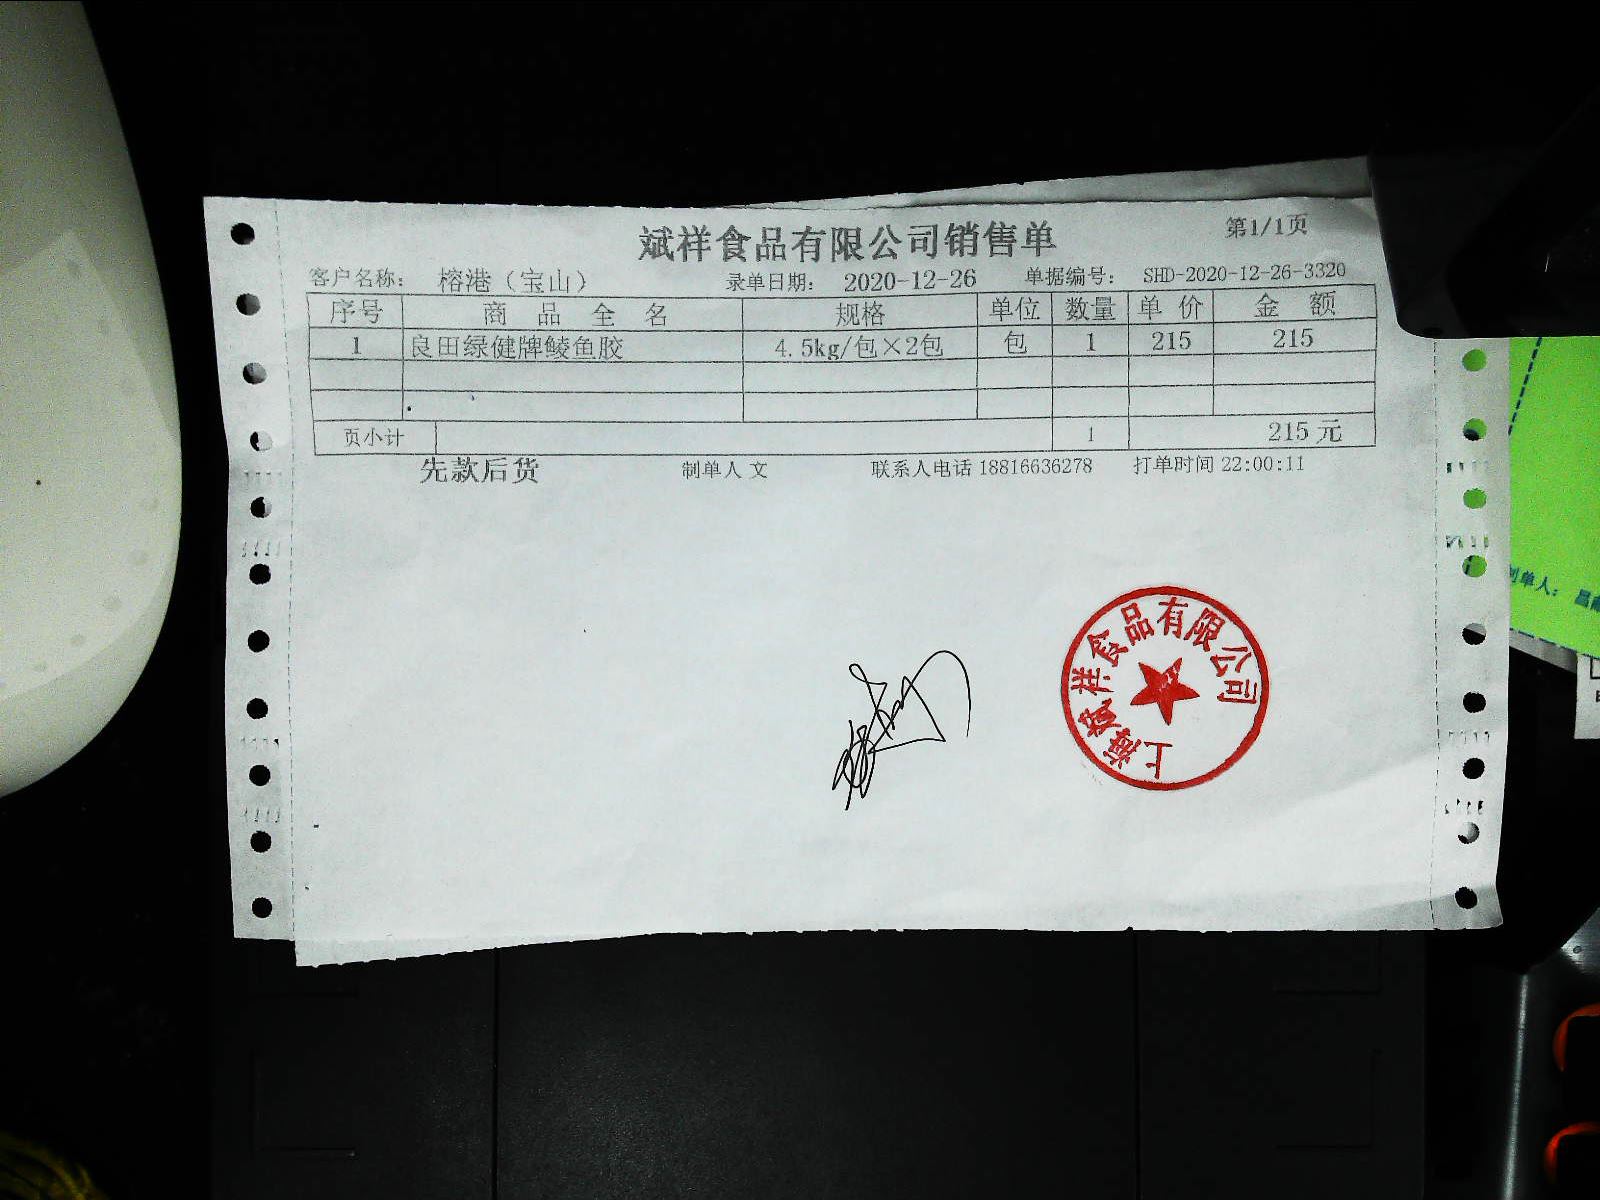 斌祥食品有限公司销售单
第1/1页
客户名称： 榕港（宝山） 录单日期： 2020-12-26 单据编号： SHD-2020-12-26-3320
序号 商品全名 规格 单位 数量 单价 金额
1 良田绿健牌鲮鱼胶 4.5kg/包×2包 包 1 215 215
页小计 1 215元
先款后货 制单人 文 联系人电话 18816636278 打单时间 22:00:11
上海斌祥食品有限公司
制单人： 昌